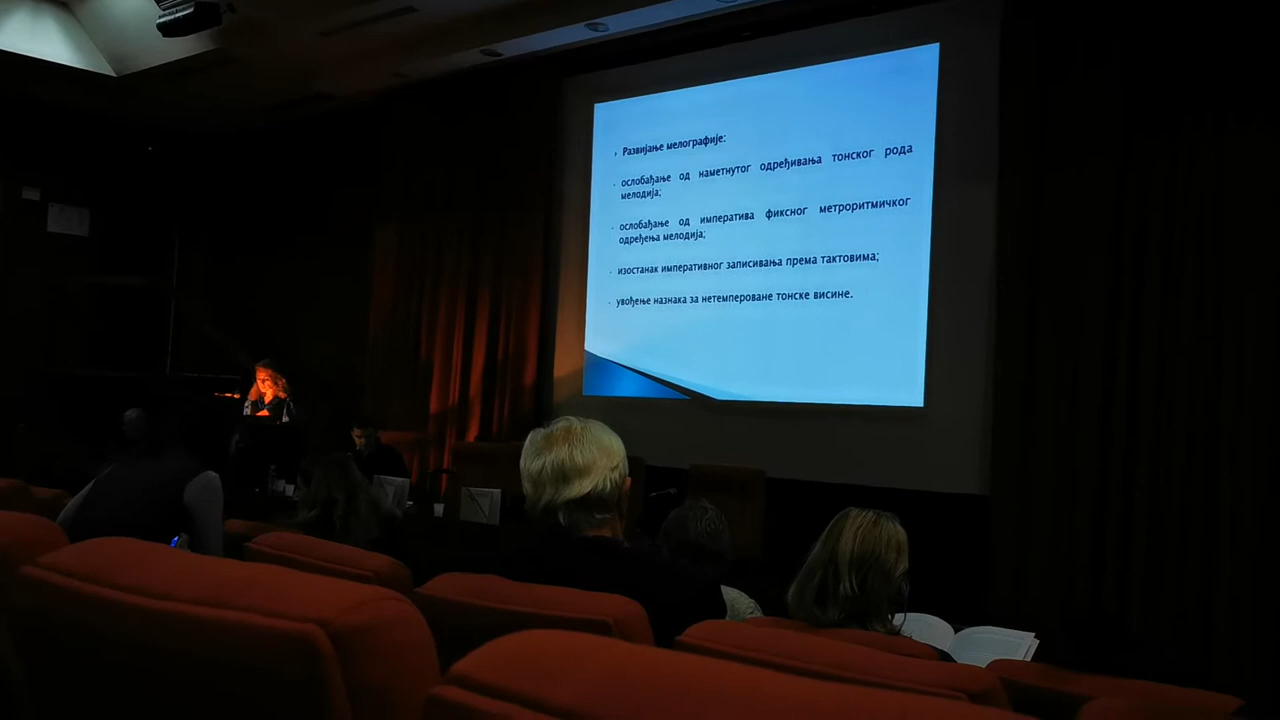 Развијање мелографије:
ослобађање од наметнутог одређивања тонског рода
мелодија;
ослобађање од императива фиксног метроритмичког
одређења мелодија;
изостанак императивног записивања према тактовима;
увођење назнака за нетемпероване тонске висине.